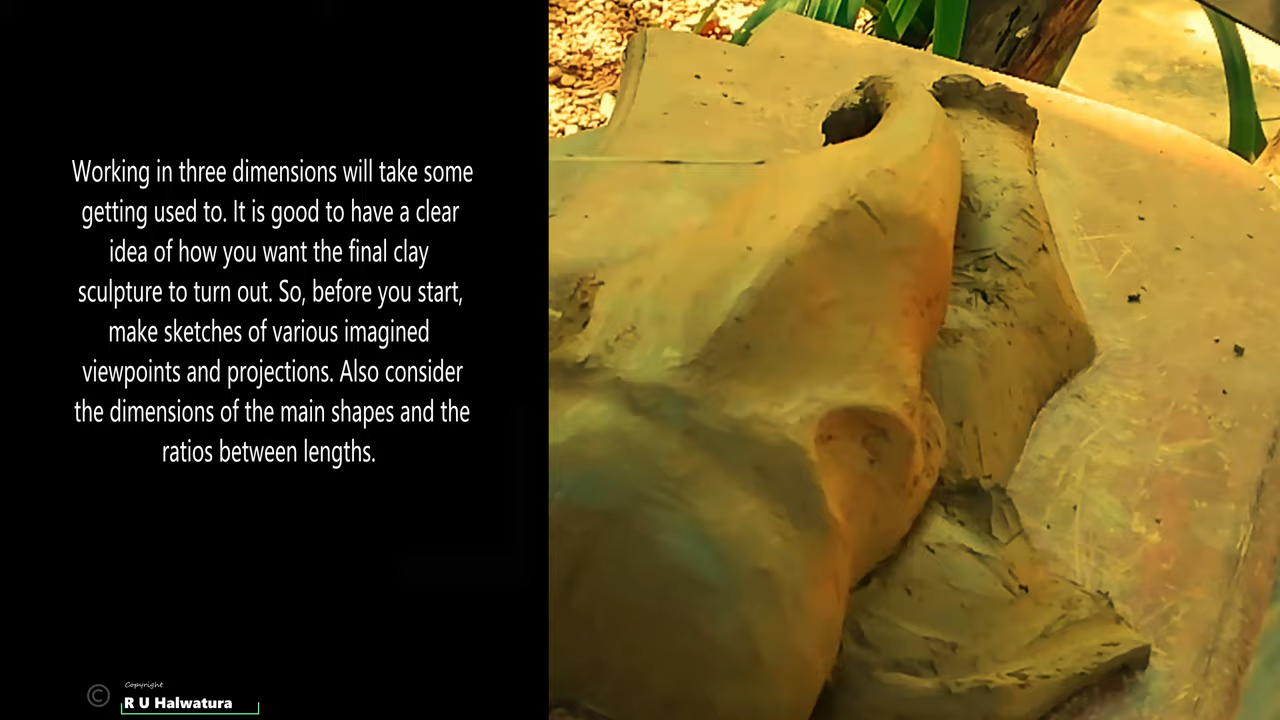 Working in three dimensions will take some
getting used to. It is good to have a clear
idea of how you want the final clay
sculpture to turn out. So, before you start,
make sketches of various imagined
viewpoints and projections. Also consider
the dimensions of the main shapes and the
ratios between lengths.
©
Copyright
R U Halwatura